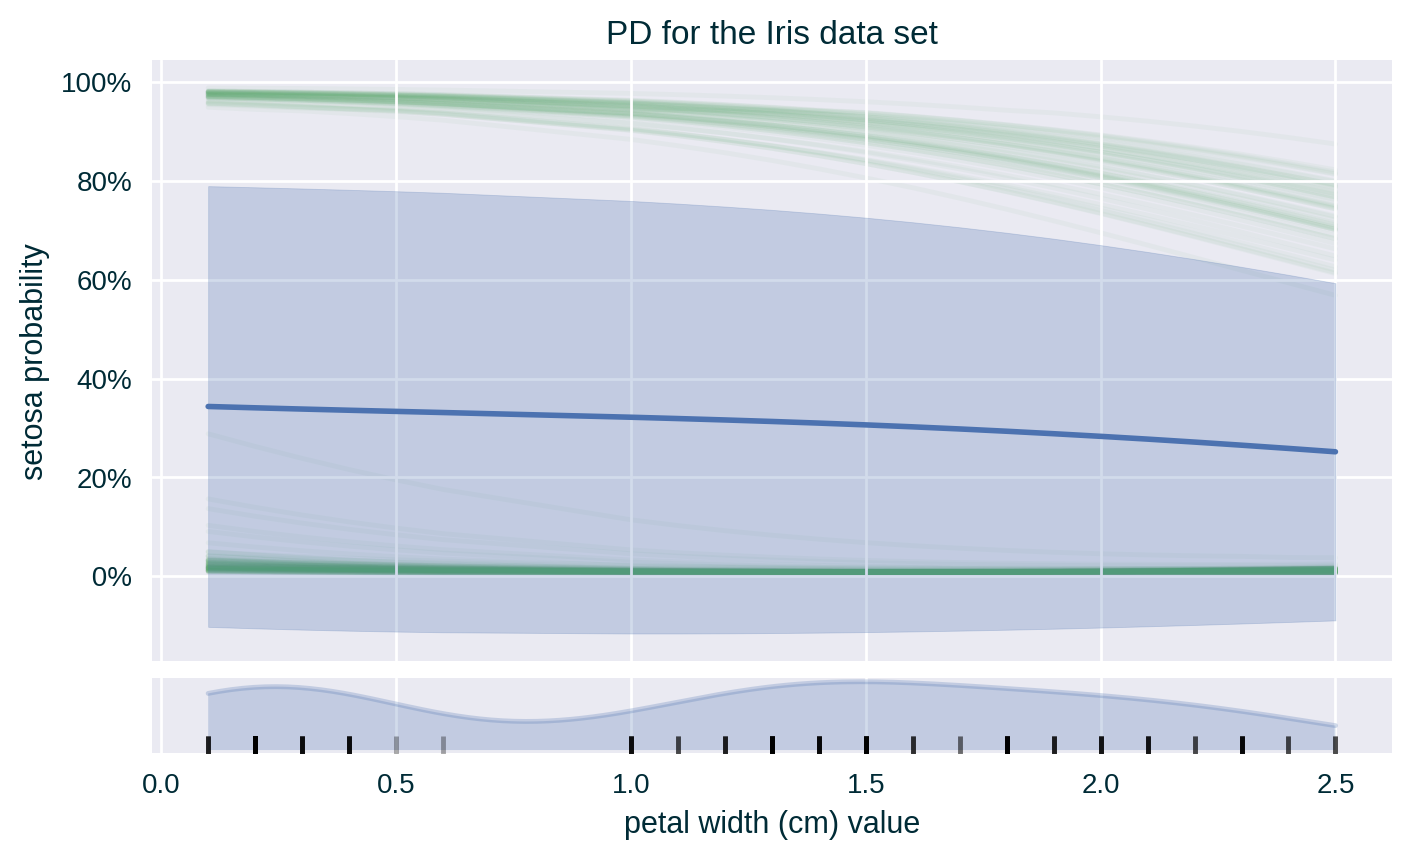 PD for the Iris data set
100%
80%
60%
40%
20%
0%
setosa probability
0.0 0.5 1.0 1.5 2.0 2.5
petal width (cm) value